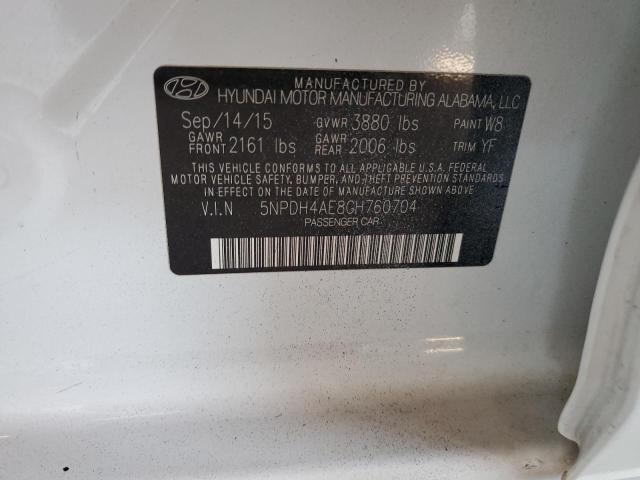 MANUFACTURED BY
HYUNDAI MOTOR MANUFACTURING ALABAMA, LLC
Sep/14/15 GVWR 3880 lbs PAINT W8
GAWR FRONT 2161 lbs GAWR REAR 2006 lbs TRIM YF
THIS VEHICLE CONFORMS TO ALL APPLICABLE U.S.A. FEDERAL
MOTOR VEHICLE SAFETY, BUMPER, AND THEFT PREVENTION
STANDARDS IN EFFECT ON THE DATE OF MANUFACTURE SHOWN ABOVE.
V.I.N 5NPDH4AE8GH760704
PASSENGER CAR